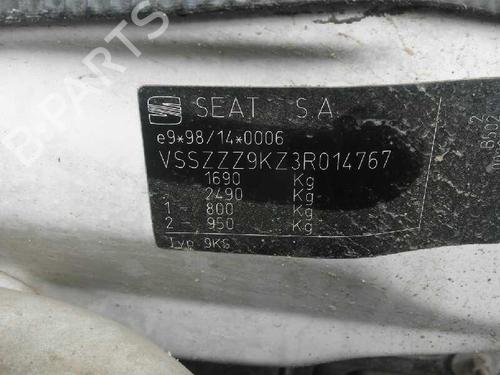 B-PARTS
SEAT S.A.
e9*98/14*0006
VSSZZZ9KZ3R014767
1690 Kg
2490 Kg
1 - 800 Kg
2 - 950 Kg
Typ 9KS